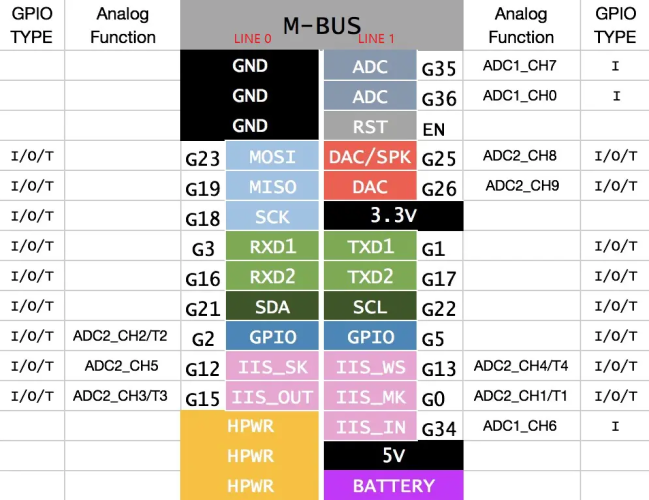 GPIO TYPE Analog Function M-BUS LINE 0 LINE 1 Analog Function GPIO TYPE
GND ADC G35 ADC1_CH7 I
GND ADC G36 ADC1_CH0 I
GND RST EN
I/O/T G23 MOSI DAC/SPK G25 ADC2_CH8 I/O/T
I/O/T G19 MISO DAC G26 ADC2_CH9 I/O/T
I/O/T G18 SCK 3.3V
I/O/T G3 RXD1 TXD1 G1 I/O/T
I/O/T G16 RXD2 TXD2 G17 I/O/T
I/O/T G21 SDA SCL G22 I/O/T
I/O/T ADC2_CH2/T2 G2 GPIO GPIO G5 I/O/T
I/O/T ADC2_CH5 G12 IIS_SK IIS_WS G13 ADC2_CH4/T4 I/O/T
I/O/T ADC2_CH3/T3 G15 IIS_OUT IIS_MK G0 ADC2_CH1/T1 I/O/T
HPWR IIS_IN G34 ADC1_CH6 I
HPWR 5V
HPWR BATTERY